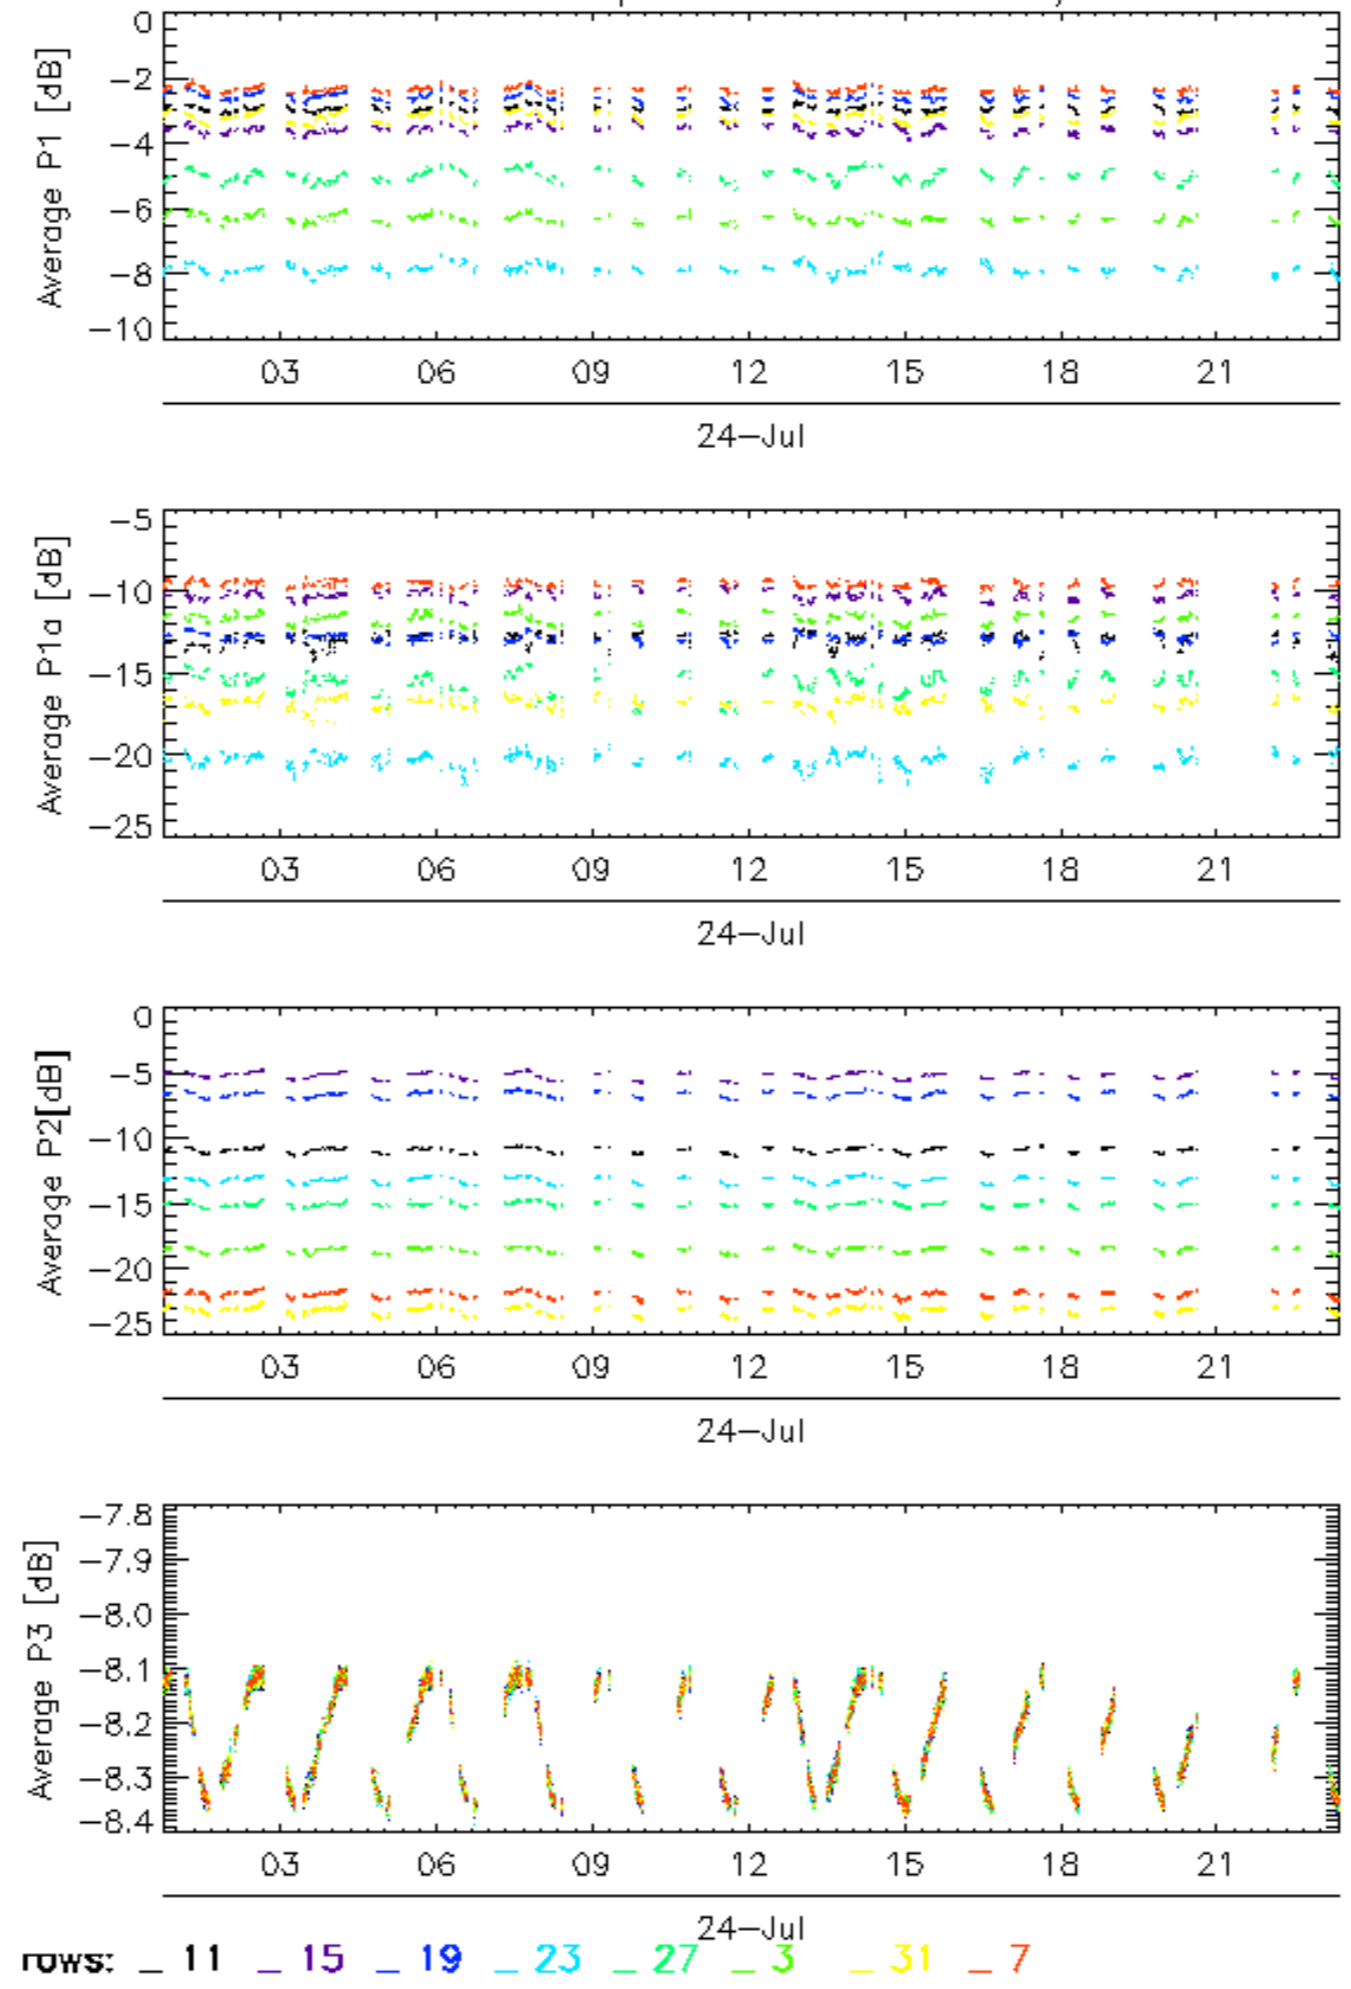 Average P1 [dB]
0
−2
−4
−6
−8
−10
03 06 09 12 15 18 21
24−Jul
Average P1a [dB]
−5
−10
−15
−20
−25
03 06 09 12 15 18 21
24−Jul
Average P2[dB]
0
−5
−10
−15
−20
−25
03 06 09 12 15 18 21
24−Jul
Average P3 [dB]
−7.8
−7.9
−8.0
−8.1
−8.2
−8.3
−8.4
03 06 09 12 15 18 21
24−Jul
rows: _ 11 _ 15 _ 19 _ 23 _ 27 _ 3 _ 31 _ 7